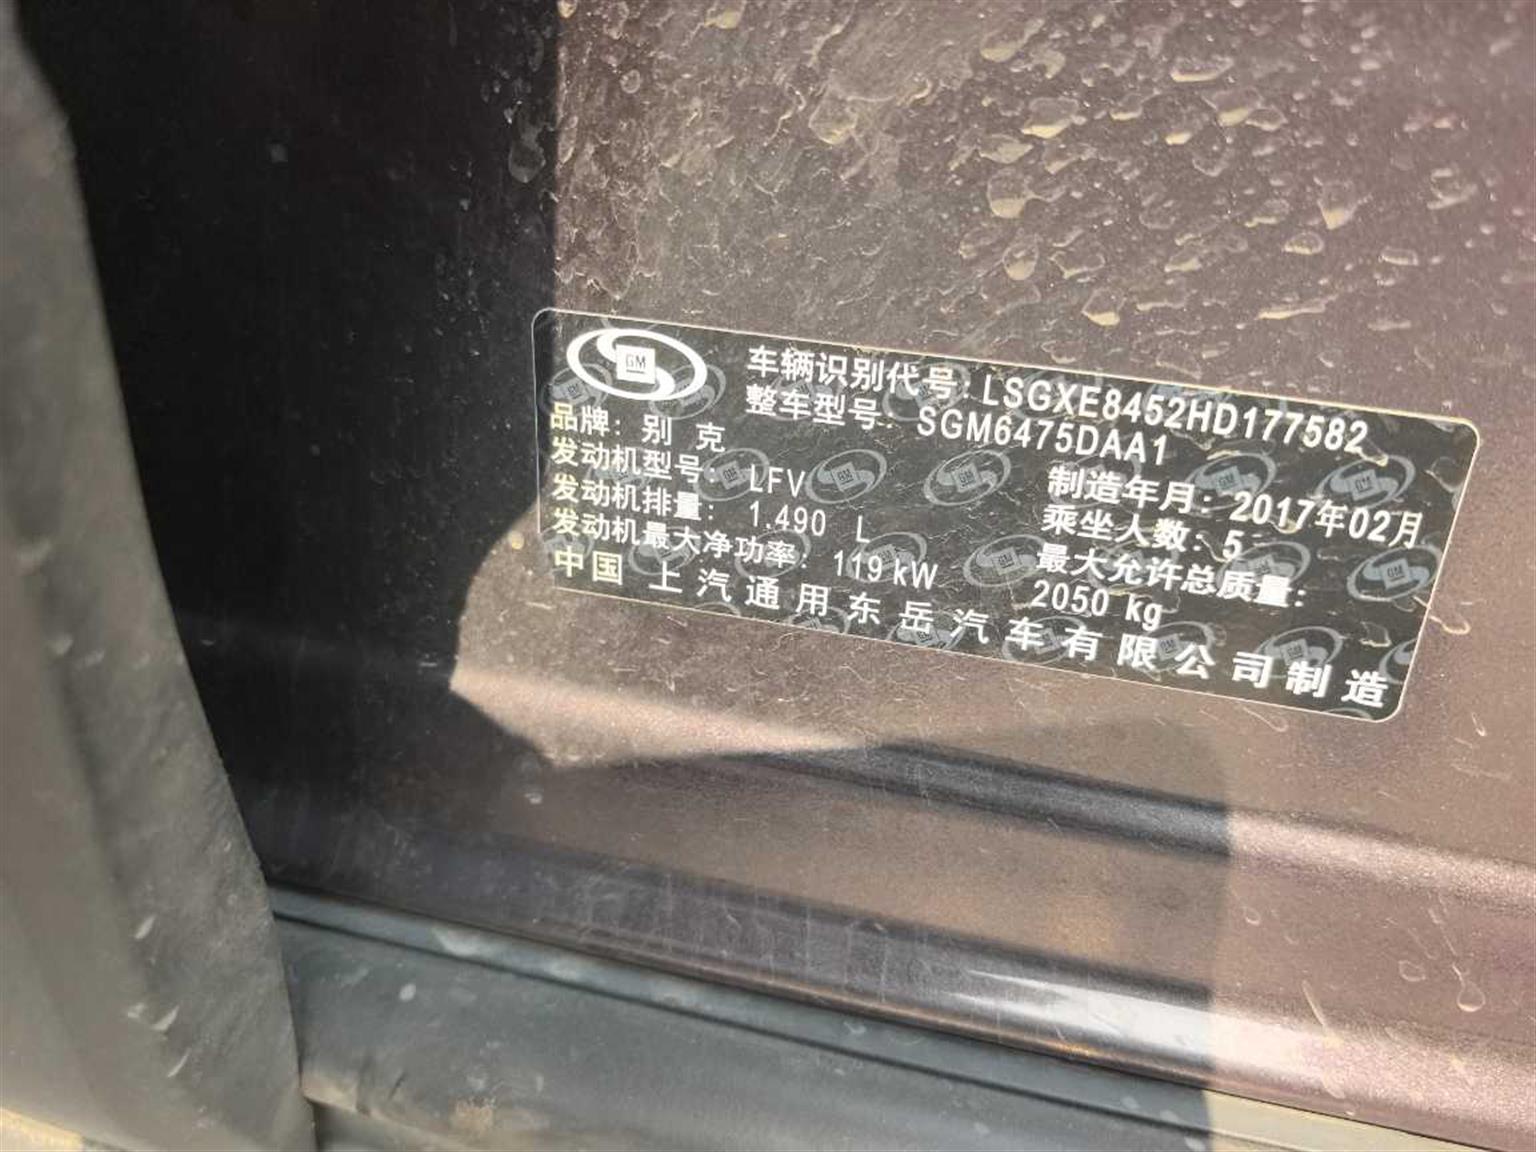 GM
车辆识别代号: LSGXE8452HD177582
整车型号: SGM6475DAA1
品牌: 别 克
发动机型号: LFV
制造年月: 2017年02月
发动机排量: 1.490 L
乘坐人数: 5
发动机最大净功率: 119 kW
最大允许总质量:
2050 kg
中国 上汽通用东岳汽车有限公司制造